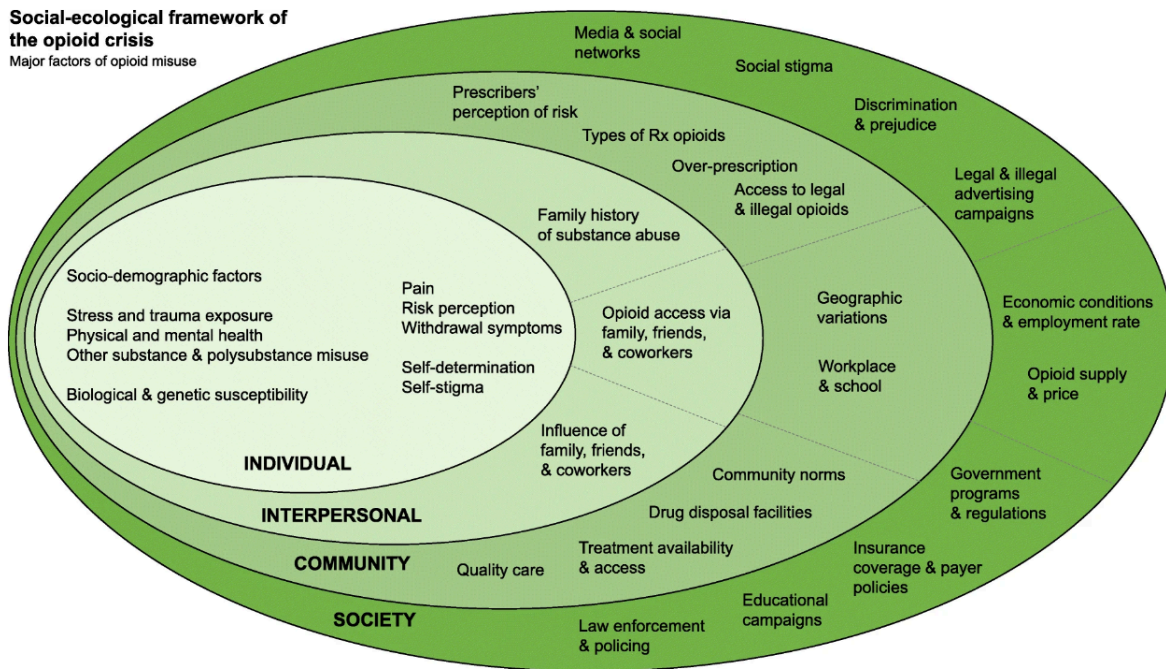 Social-ecological framework of
the opioid crisis
Major factors of opioid misuse
Media & social
networks
Social stigma
Discrimination
& prejudice
Legal & illegal
advertising
campaigns
Economic conditions
& employment rate
Opioid supply
& price
Government
programs
& regulations
Insurance
coverage & payer
policies
Educational
campaigns
Law enforcement
& policing
SOCIETY
Prescribers'
perception of risk
Types of Rx opioids
Over-prescription
Access to legal
& illegal opioids
Geographic
variations
Workplace
& school
Community norms
Drug disposal facilities
Treatment availability
& access
Quality care
COMMUNITY
Family history
of substance abuse
Opioid access via
family, friends,
& coworkers
Influence of
family, friends,
& coworkers
INTERPERSONAL
Socio-demographic factors
Stress and trauma exposure
Physical and mental health
Other substance & polysubstance misuse
Biological & genetic susceptibility
Pain
Risk perception
Withdrawal symptoms
Self-determination
Self-stigma
INDIVIDUAL